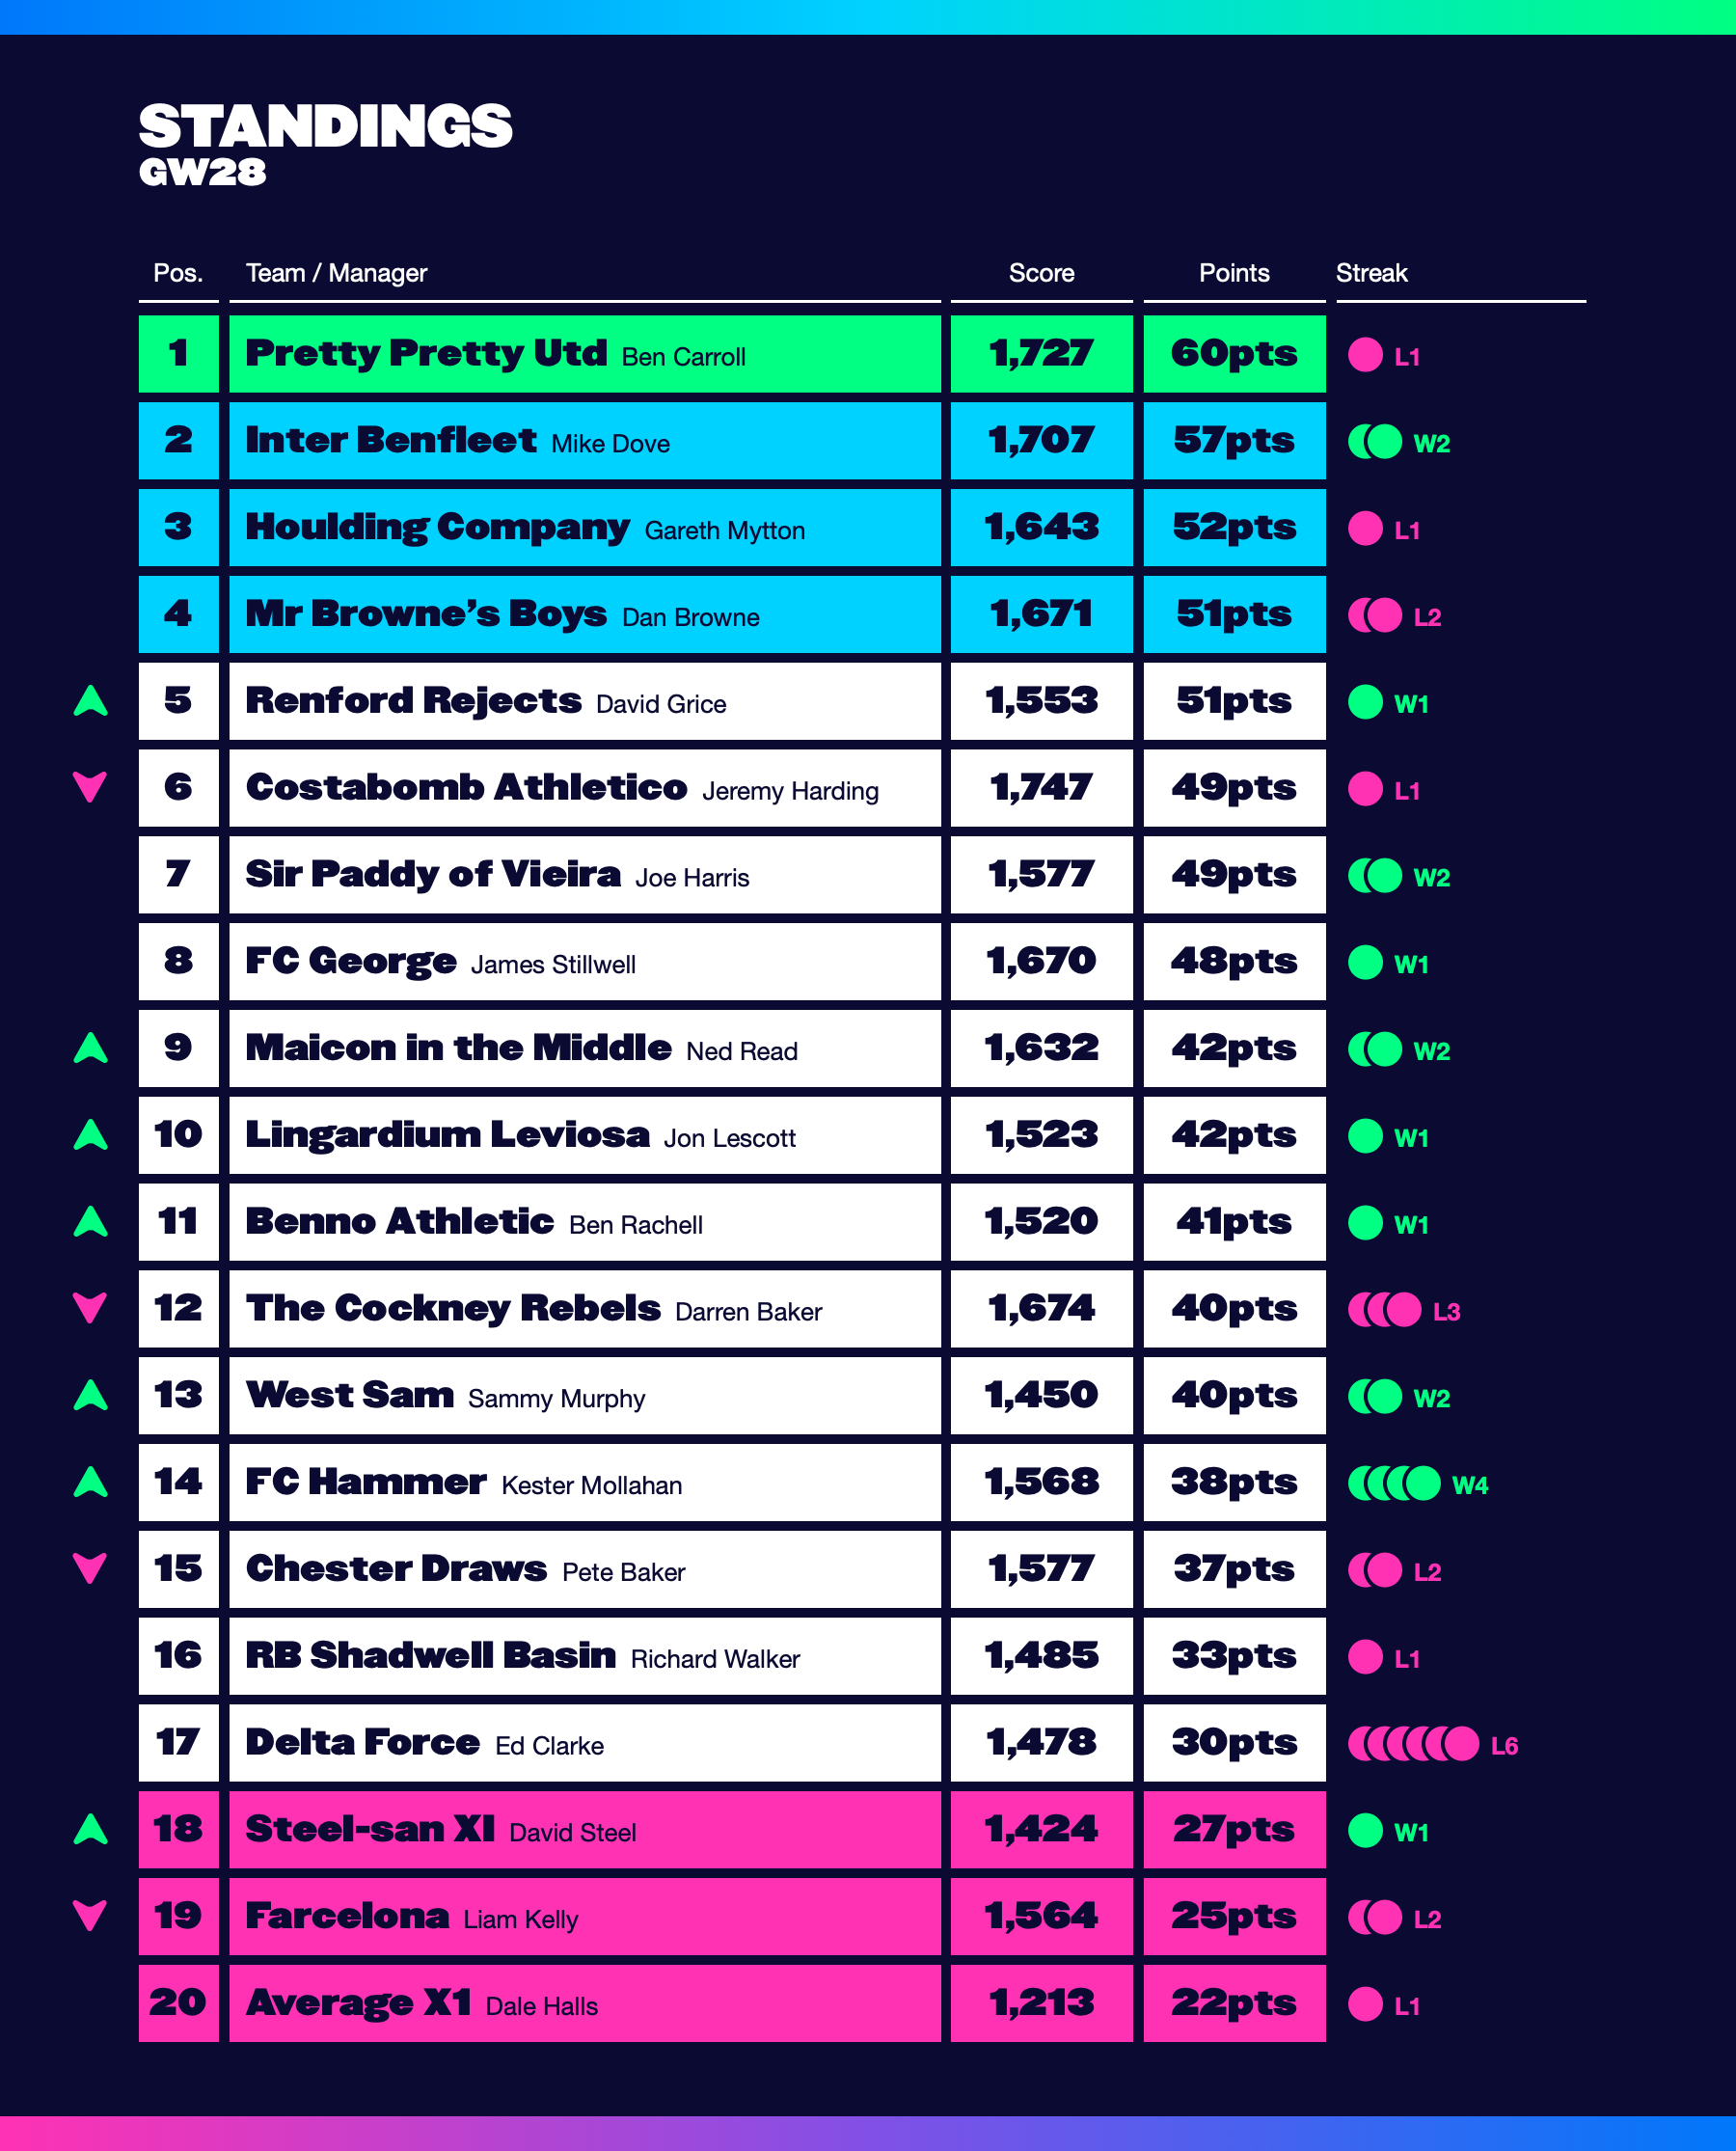 STANDINGS
GW28
Pos. Team / Manager Score Points Streak
1 Pretty Pretty Utd Ben Carroll 1,727 60pts L1
2 Inter Benfleet Mike Dove 1,707 57pts W2
3 Houlding Company Gareth Mytton 1,643 52pts L1
4 Mr Browne’s Boys Dan Browne 1,671 51pts L2
5 Renford Rejects David Grice 1,553 51pts W1
6 Costabomb Athletico Jeremy Harding 1,747 49pts L1
7 Sir Paddy of Vieira Joe Harris 1,577 49pts W2
8 FC George James Stillwell 1,670 48pts W1
9 Maicon in the Middle Ned Read 1,632 42pts W2
10 Lingardium Leviosa Jon Lescott 1,523 42pts W1
11 Benno Athletic Ben Rachell 1,520 41pts W1
12 The Cockney Rebels Darren Baker 1,674 40pts L3
13 West Sam Sammy Murphy 1,450 40pts W2
14 FC Hammer Kester Mollahan 1,568 38pts W4
15 Chester Draws Pete Baker 1,577 37pts L2
16 RB Shadwell Basin Richard Walker 1,485 33pts L1
17 Delta Force Ed Clarke 1,478 30pts L6
18 Steel-san XI David Steel 1,424 27pts W1
19 Farcelona Liam Kelly 1,564 25pts L2
20 Average X1 Dale Halls 1,213 22pts L1